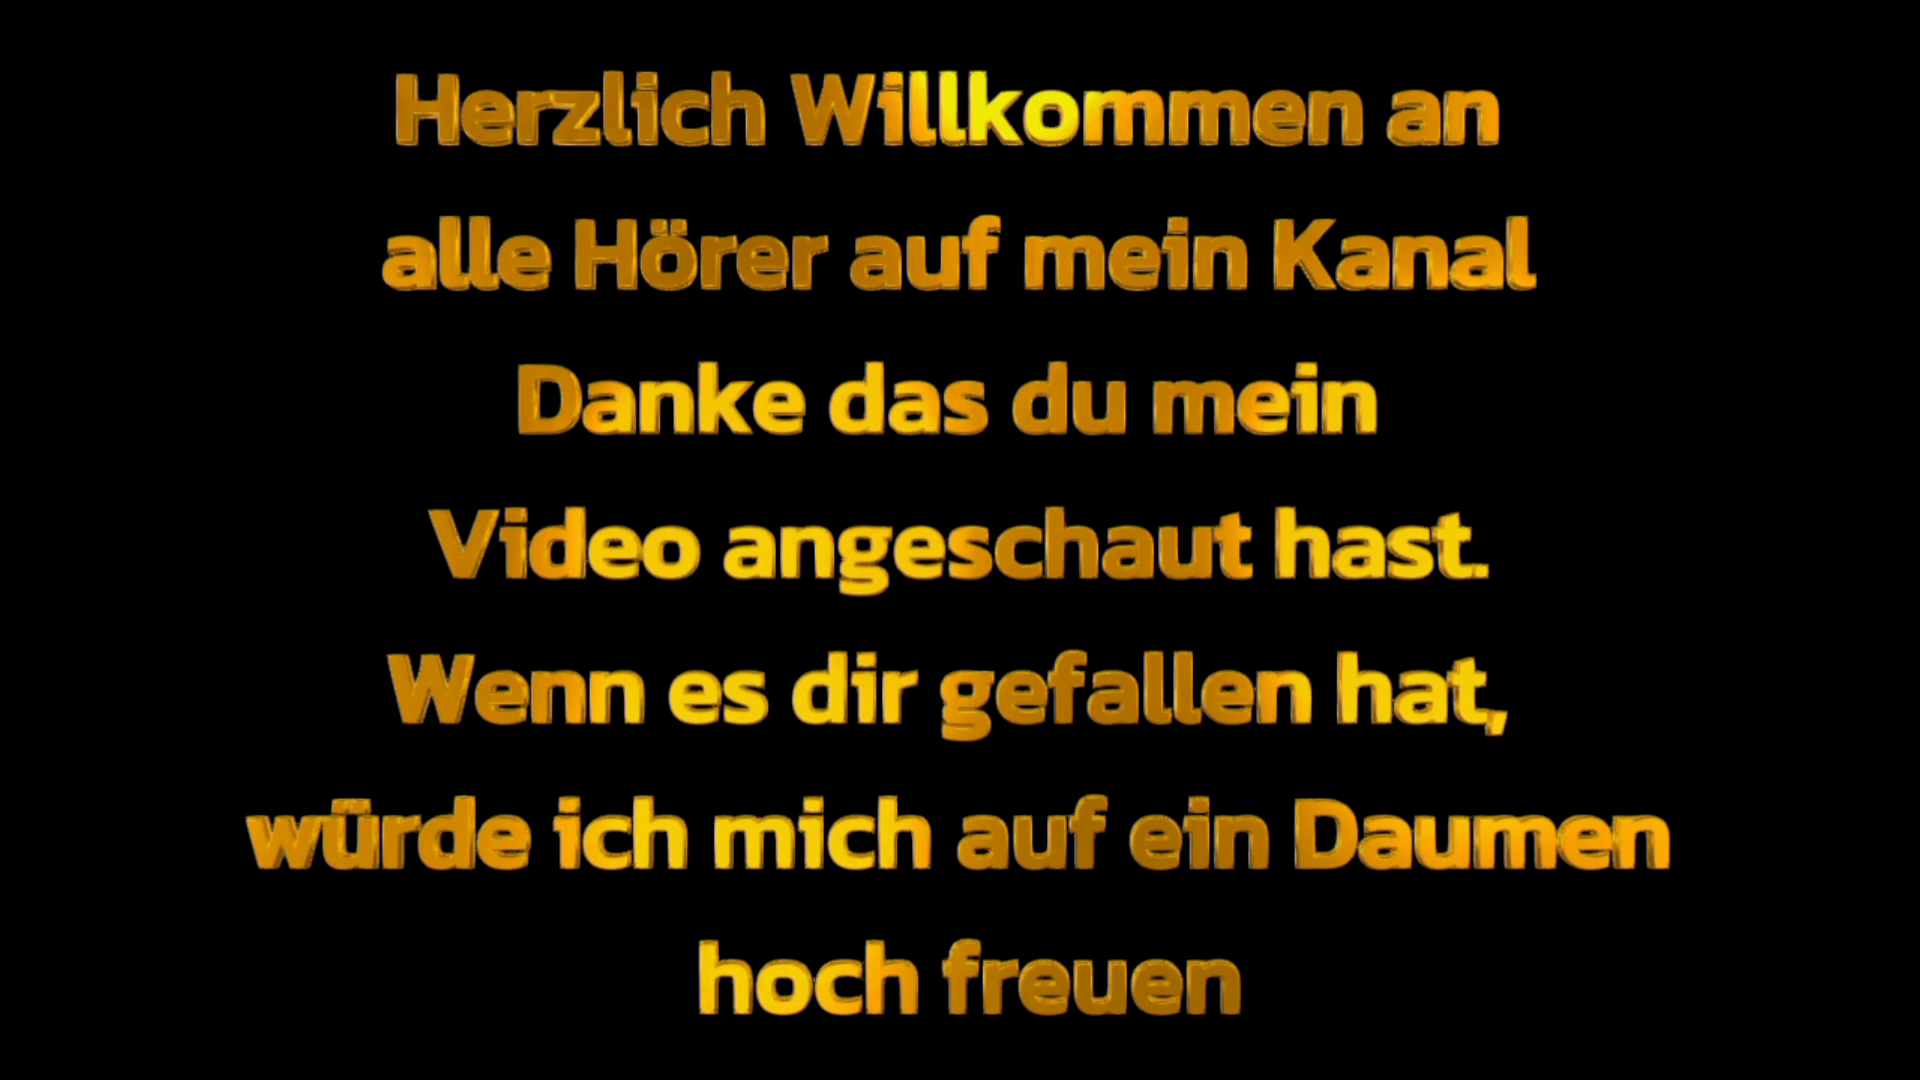 Herzlich Willkommen an
alle Hörer auf mein Kanal
Danke das du mein
Video angeschaut hast.
Wenn es dir gefallen hat,
würde ich mich auf ein Daumen
hoch freuen